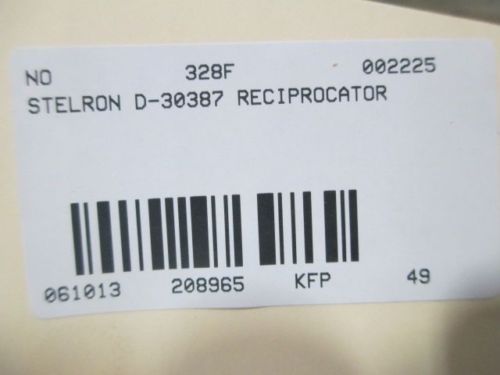 NO 328F 002225
STELRON D-30387 RECIPROCATOR
061013 208965 KFP 49